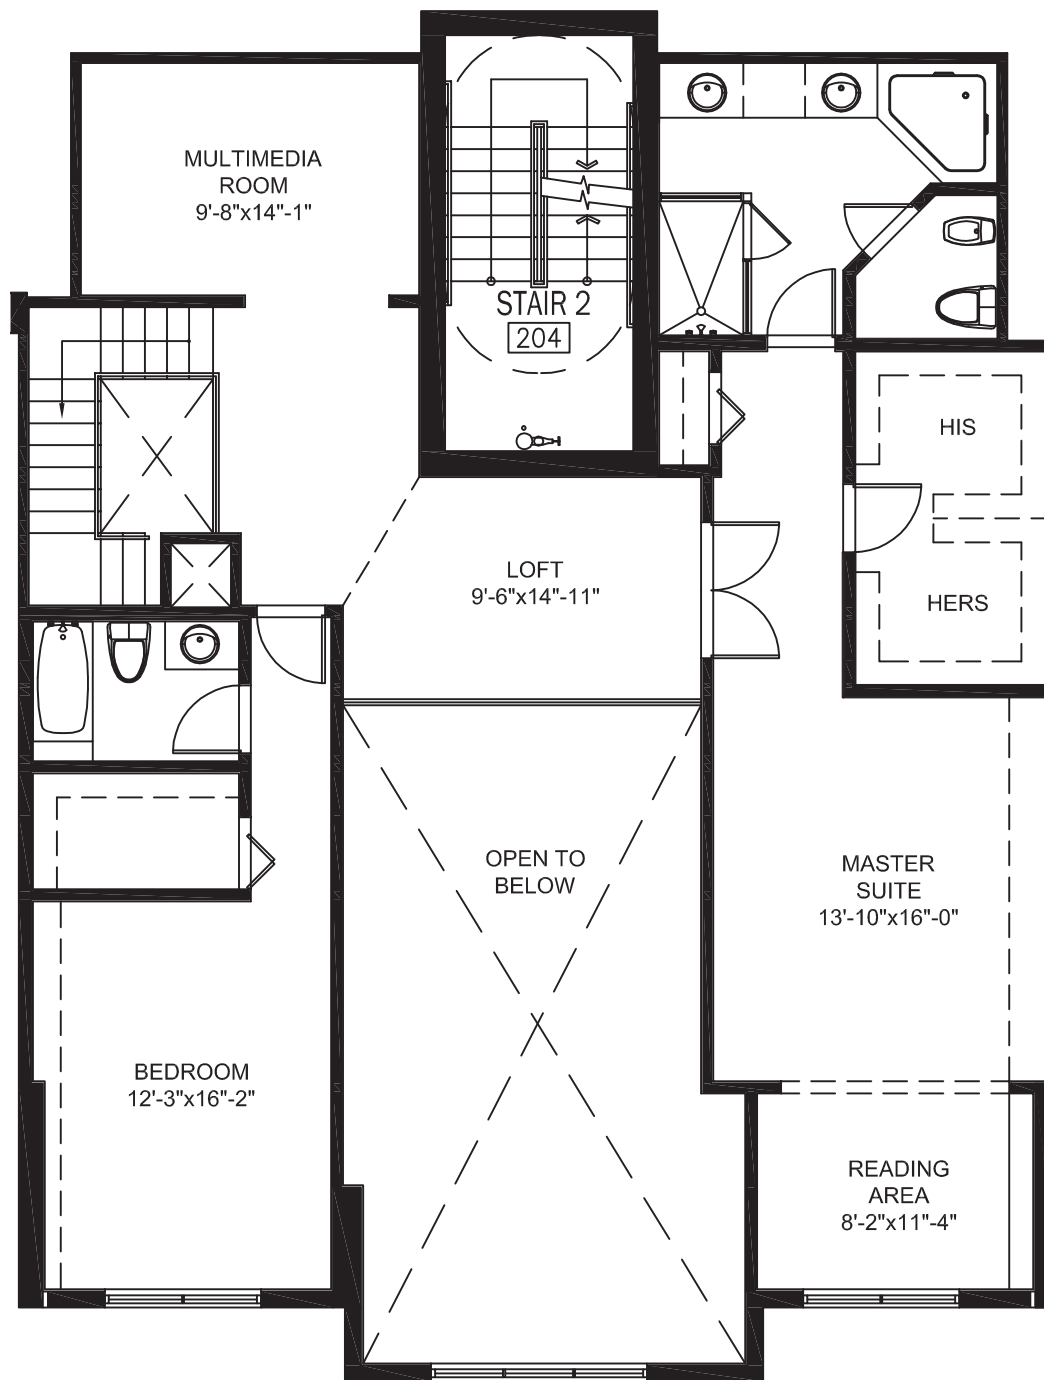 MULTIMEDIA
ROOM
9'-8"x14"-1"
STAIR 2
204
HIS
HERS
LOFT
9'-6"x14"-11"
OPEN TO
BELOW
MASTER
SUITE
13'-10"x16"-0"
BEDROOM
12'-3"x16"-2"
READING
AREA
8'-2"x11"-4"